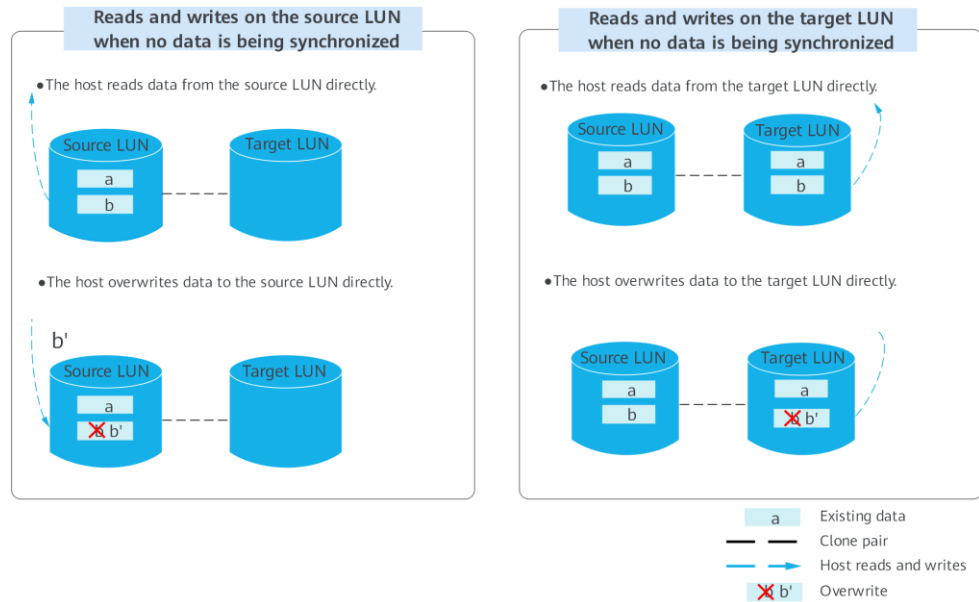 Reads and writes on the source LUN
when no data is being synchronized
●The host reads data from the source LUN directly.
Source LUN
Target LUN
a
b
●The host overwrites data to the source LUN directly.
b'
Source LUN
Target LUN
a
b b'
Reads and writes on the target LUN
when no data is being synchronized
●The host reads data from the target LUN directly.
Source LUN
Target LUN
a
a
b
b
●The host overwrites data to the target LUN directly.
Source LUN
Target LUN
a
a
b
b b'
a
Existing data
Clone pair
Host reads and writes
b b'
Overwrite